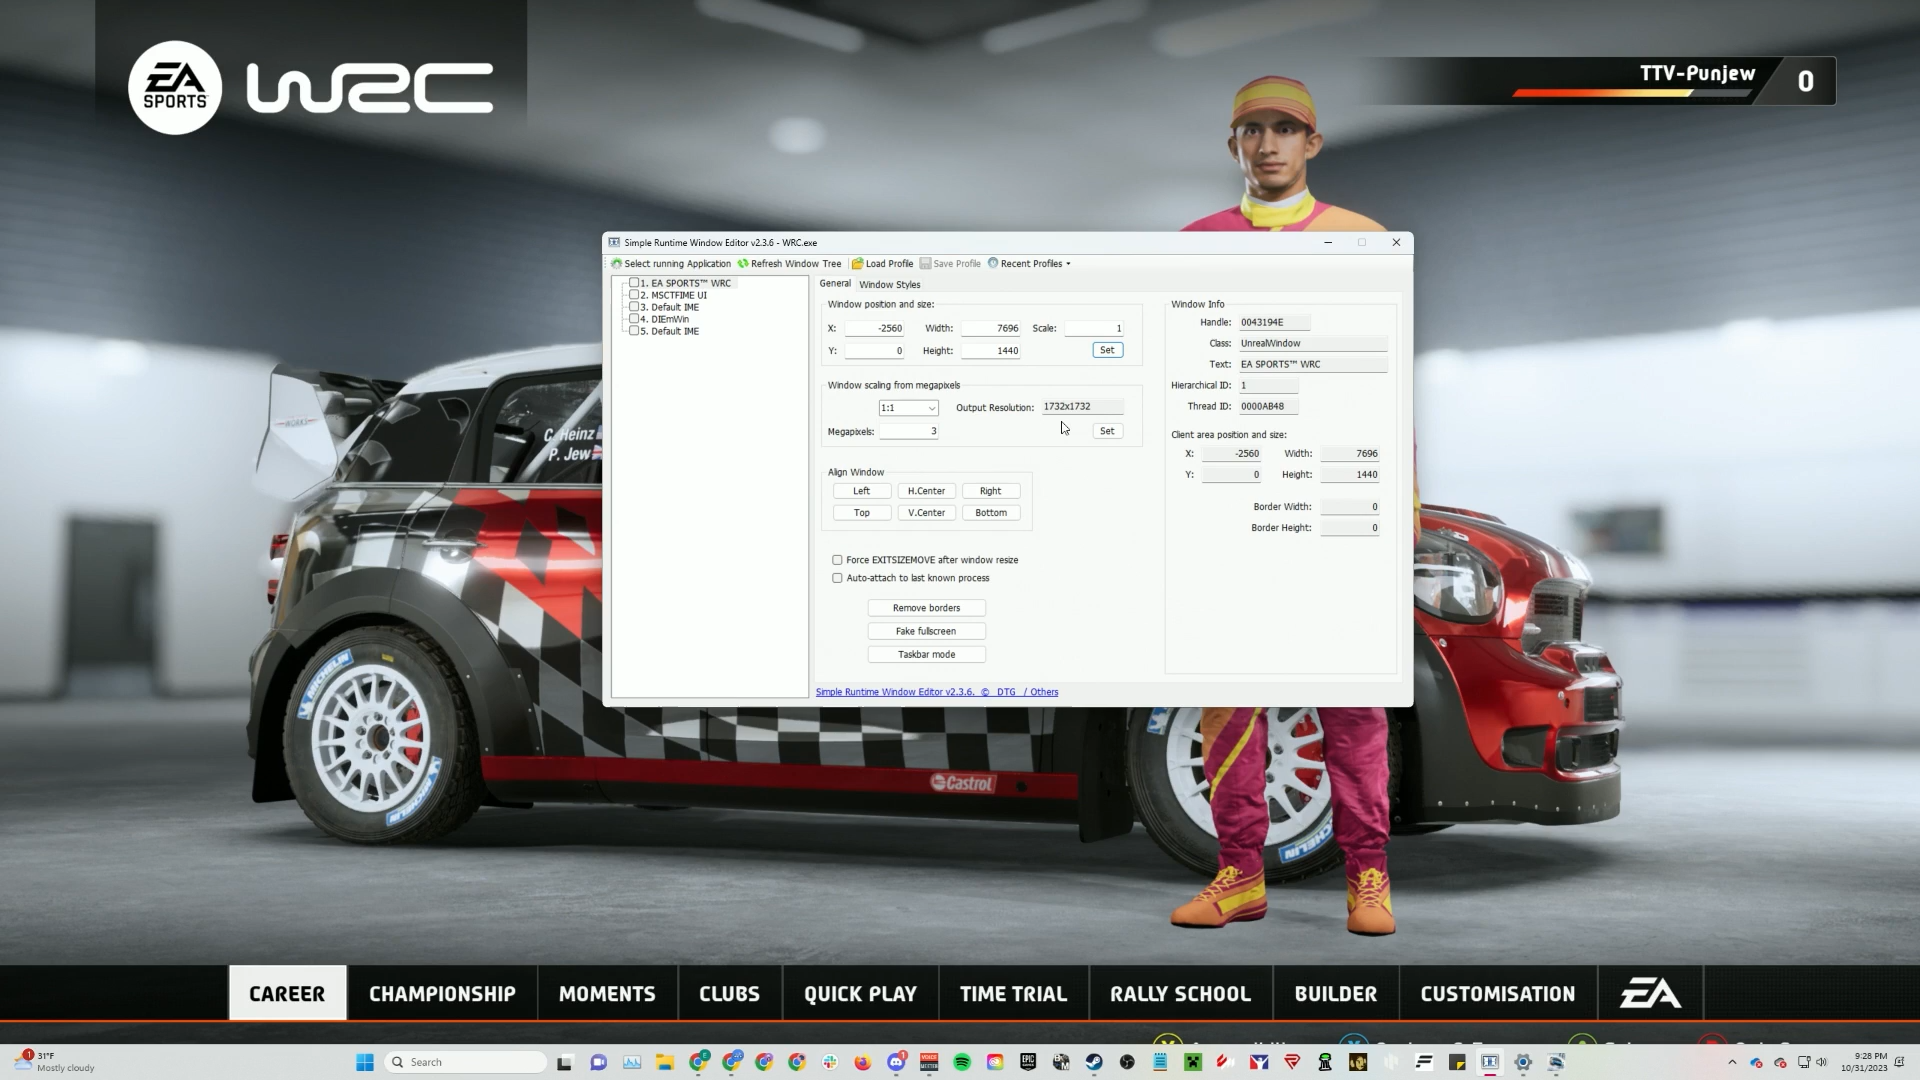 EA
SPORTS
WRC
TTV-Punjew
0
C. Heinz
P. Jew
Simple Runtime Window Editor v2.3.6 - WRC.exe
Select running Application
Refresh Window Tree
Load Profile
Save Profile
Recent Profiles
1. EA SPORTS™ WRC
2. MSCTFIME UI
3. Default IME
4. DIEmWin
5. Default IME
General
Window Styles
Window position and size:
X: -2560 Width: 7696 Scale: 1
Y: 0 Height: 1440 Set
Window scaling from megapixels
1:1 Output Resolution: 1732x1732
Megapixels: 3 Set
Align Window
Left H.Center Right
Top V.Center Bottom
Force EXITSIZEMOVE after window resize
Auto-attach to last known process
Remove borders
Fake fullscreen
Taskbar mode
Simple Runtime Window Editor v2.3.6. © DTG / Others
Window Info
Handle: 0043194E
Class: UnrealWindow
Text: EA SPORTS™ WRC
Hierarchical ID: 1
Thread ID: 0000AB48
Client area position and size:
X: -2560 Width: 7696
Y: 0 Height: 1440
Border Width: 0
Border Height: 0
MICHELIN
MICHELIN
Castrol
MICHELIN
CAREER
CHAMPIONSHIP
MOMENTS
CLUBS
QUICK PLAY
TIME TRIAL
RALLY SCHOOL
BUILDER
CUSTOMISATION
EA
1
31°F
Mostly cloudy
Search
9:28 PM
10/31/2023